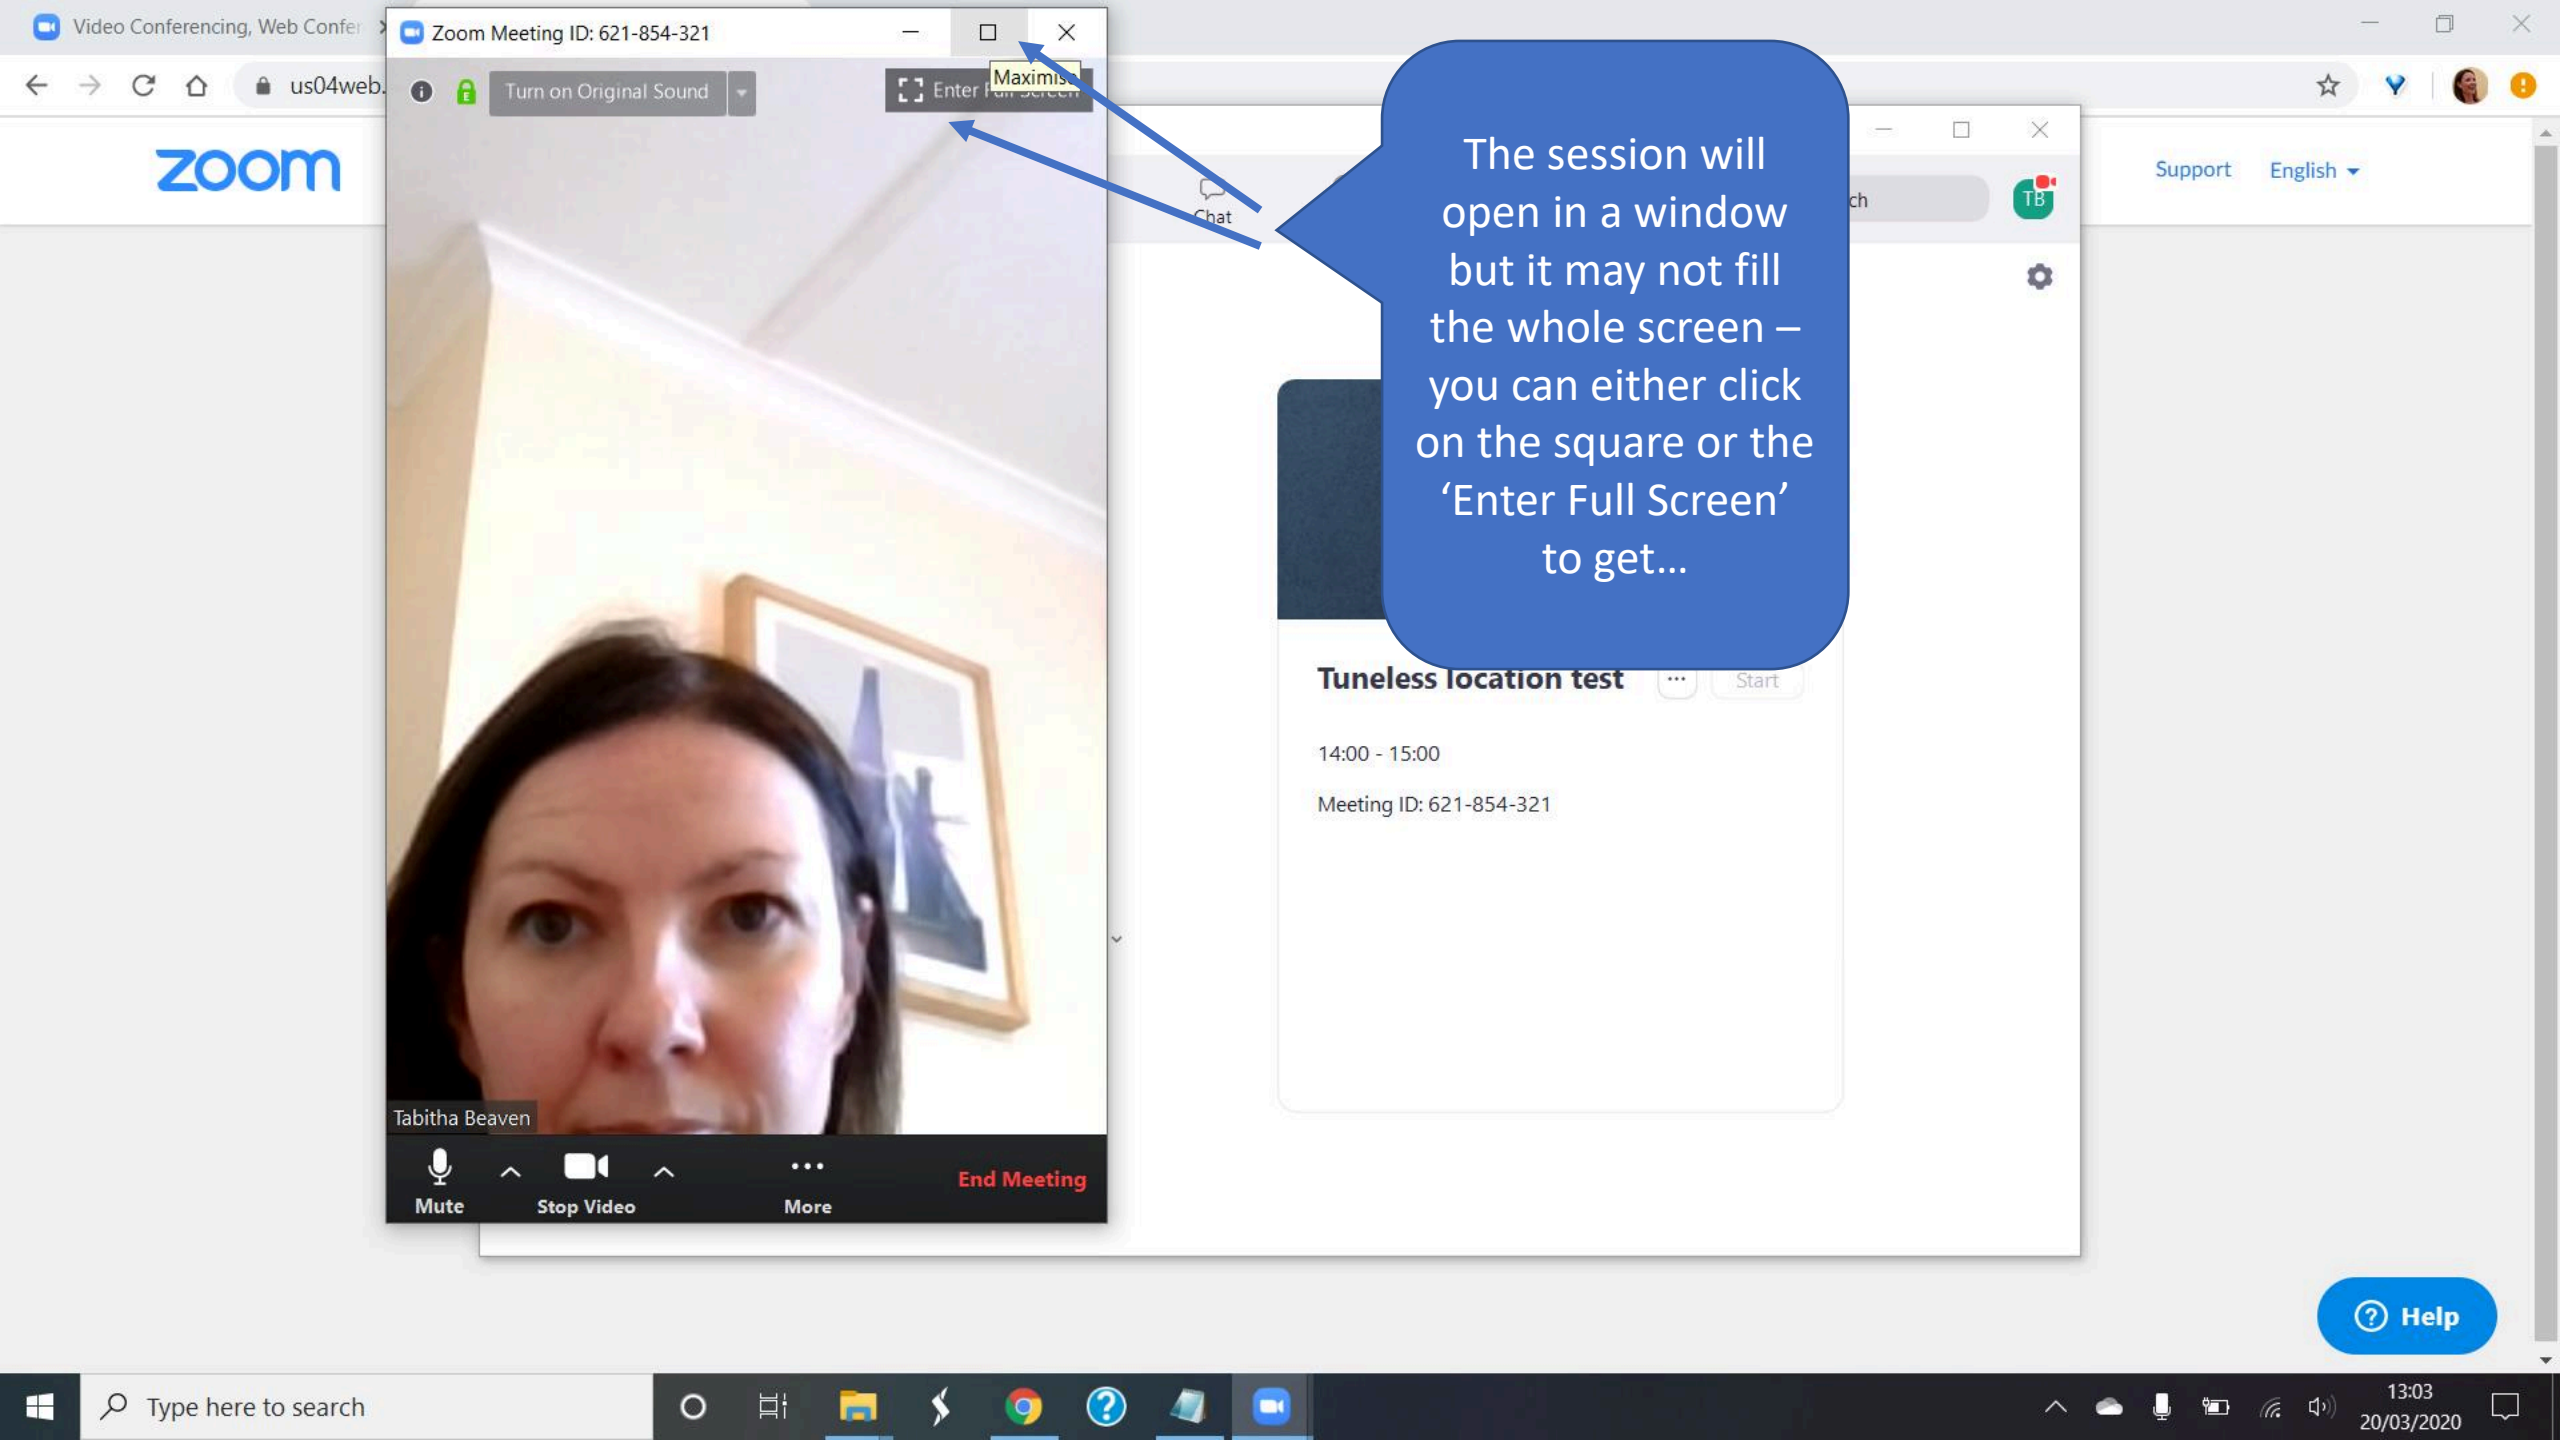 Video Conferencing, Web Confer
Zoom Meeting ID: 621-854-321
us04web.
Turn on Original Sound
Enter Full Screen
Maximise
zoom
Chat
ch
TB
Support
English
The session will
open in a window
but it may not fill
the whole screen –
you can either click
on the square or the
‘Enter Full Screen’
to get…
Tuneless location test
...
Start
14:00 - 15:00
Meeting ID: 621-854-321
Tabitha Beaven
Mute
Stop Video
More
End Meeting
Help
Type here to search
13:03
20/03/2020